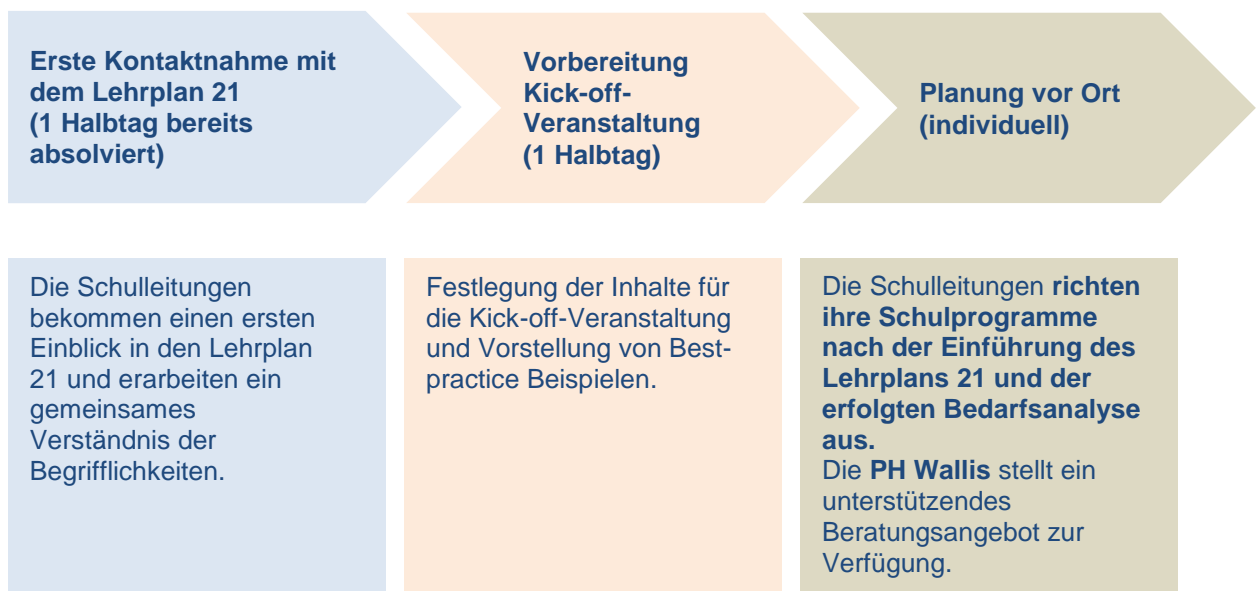 Erste Kontaktnahme mit
dem Lehrplan 21
(1 Halbtag bereits
absolviert)
Vorbereitung
Kick-off-
Veranstaltung
(1 Halbtag)
Planung vor Ort
(individuell)
Die Schulleitungen
bekommen einen ersten
Einblick in den Lehrplan
21 und erarbeiten ein
gemeinsames
Verständnis der
Begrifflichkeiten.
Festlegung der Inhalte für
die Kick-off-Veranstaltung
und Vorstellung von Best-
practice Beispielen.
Die Schulleitungen richten
ihre Schulprogramme
nach der Einführung des
Lehrplans 21 und der
erfolgten Bedarfsanalyse
aus.
Die PH Wallis stellt ein
unterstützendes
Beratungsangebot zur
Verfügung.